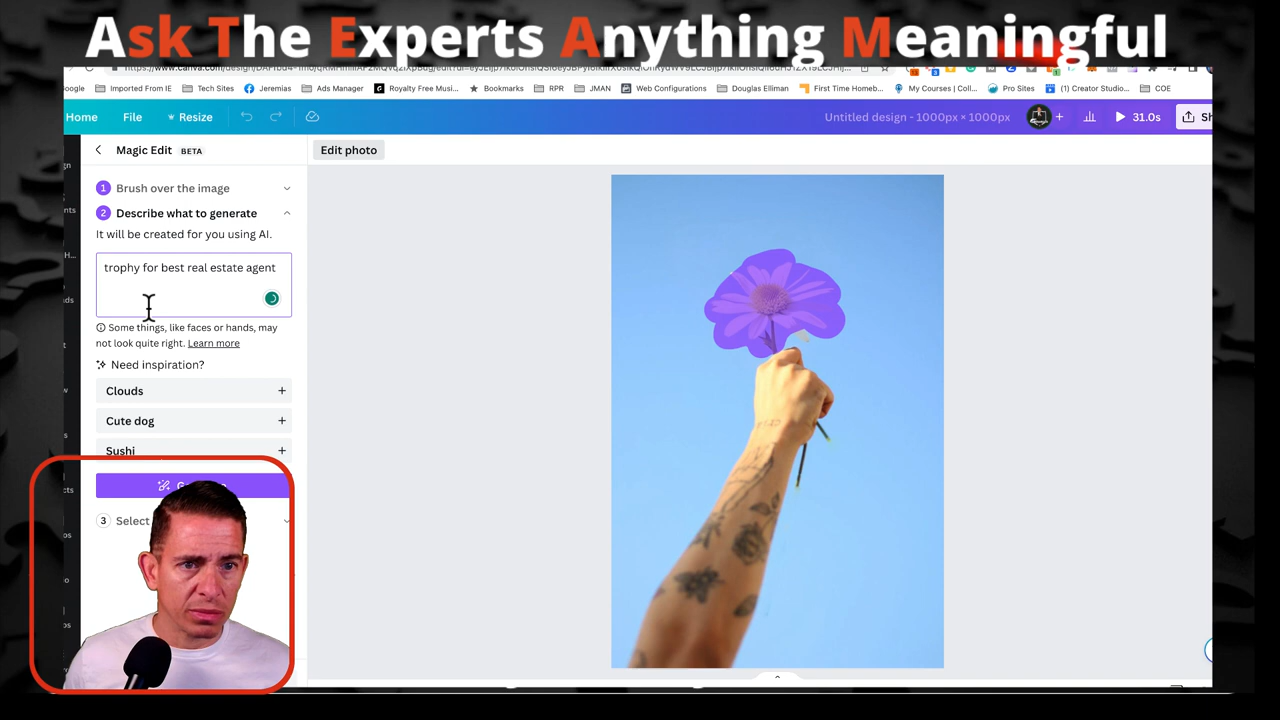 Ask The Experts Anything Meaningful
oogle Imported From IE Tech Sites Jeremias Ads Manager Royalty Free Musi... Bookmarks RPR JMAN Web Configurations Douglas Elliman First Time Homeb... My Courses | Coll... Pro Sites (1) Creator Studio... COE
Home File Resize Untitled design - 1000px × 1000px 31.0s Sh
Magic Edit BETA
Edit photo
1 Brush over the image
2 Describe what to generate
It will be created for you using AI.
trophy for best real estate agent
Some things, like faces or hands, may
not look quite right. Learn more
Need inspiration?
Clouds
Cute dog
Sushi
3 Select